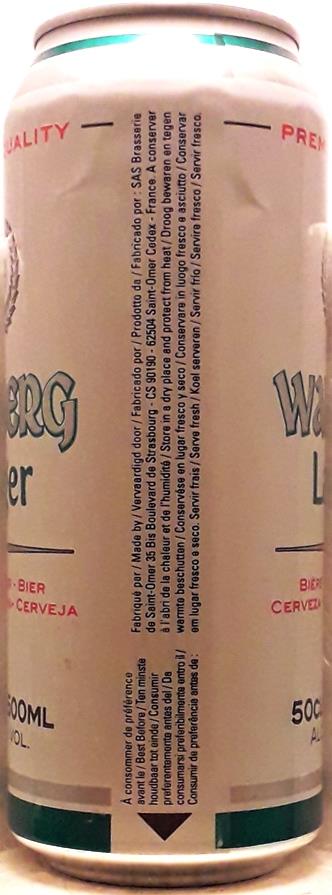 QUALITY
PREM
Fabriqué par / Made by / Vervaardigd door / Fabricado por / Prodotto da / Fabricado por : SAS Brasserie
de Saint-Omer 35 Bis Boulevard de Strasbourg - CS 90190 - 62504 Saint-Omer Cedex - France. A conserver
à l'abri de la chaleur et de l'humidité / Store in a dry place and protect from heat / Droog bewaren en tegen
warmte beschutten / Consérvese en lugar fresco y seco / Conservare in luogo fresco e asciutto / Conservar
em lugar fresco e seco. Servir frais / Serve fresh / Koel serveren / Servir frío / Servire fresco / Servir fresco.
À consommer de préférence
avant le / Best Before / Ten minste
houdbaar tot einde / Consumir
preferentemente antes del / Da
consumarsi preferibilmente entro il /
Consumir de preferência antes de :
ERG
er
- BIER
CERVEJA
500ML
VOL.
Wa
L
BIÈRE
CERVEZA
50C
AL